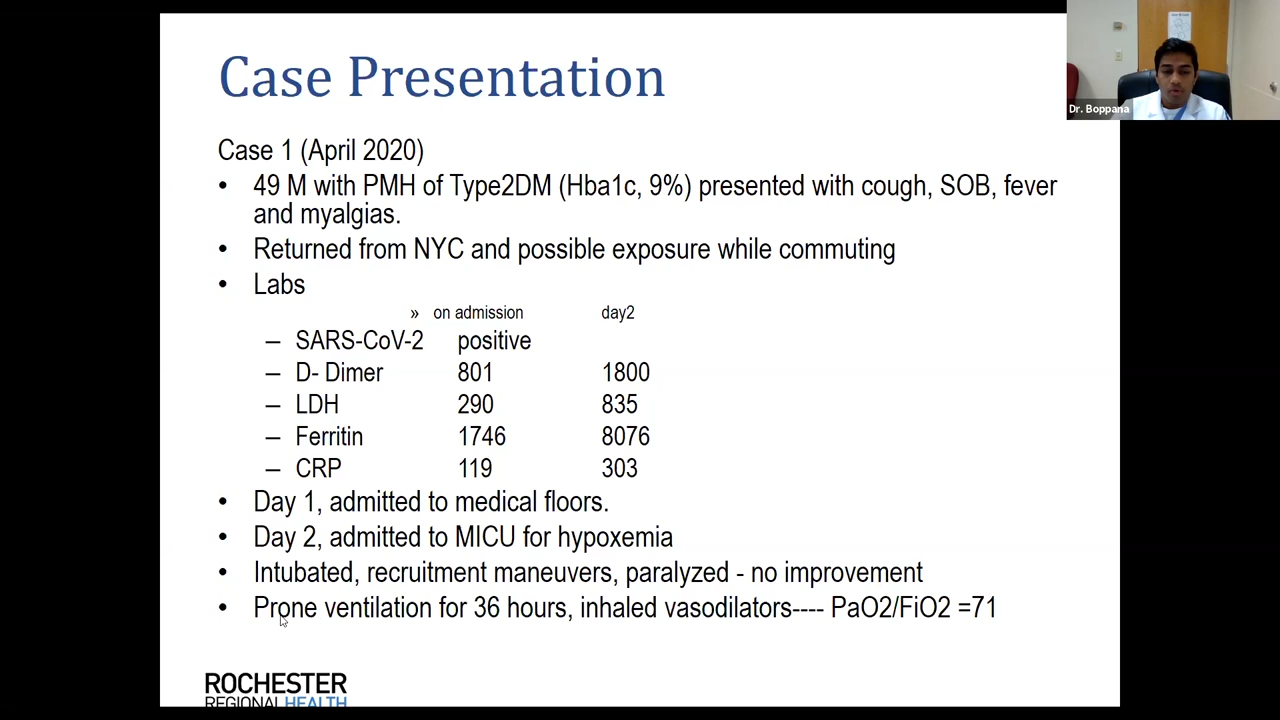 Case Presentation
Dr. Boppana
Case 1 (April 2020)
• 49 M with PMH of Type2DM (Hba1c, 9%) presented with cough, SOB, fever
and myalgias.
• Returned from NYC and possible exposure while commuting
• Labs
» on admission day2
– SARS-CoV-2 positive
– D- Dimer 801 1800
– LDH 290 835
– Ferritin 1746 8076
– CRP 119 303
• Day 1, admitted to medical floors.
• Day 2, admitted to MICU for hypoxemia
• Intubated, recruitment maneuvers, paralyzed - no improvement
• Prone ventilation for 36 hours, inhaled vasodilators---- PaO2/FiO2 =71
ROCHESTER
REGIONAL HEALTH